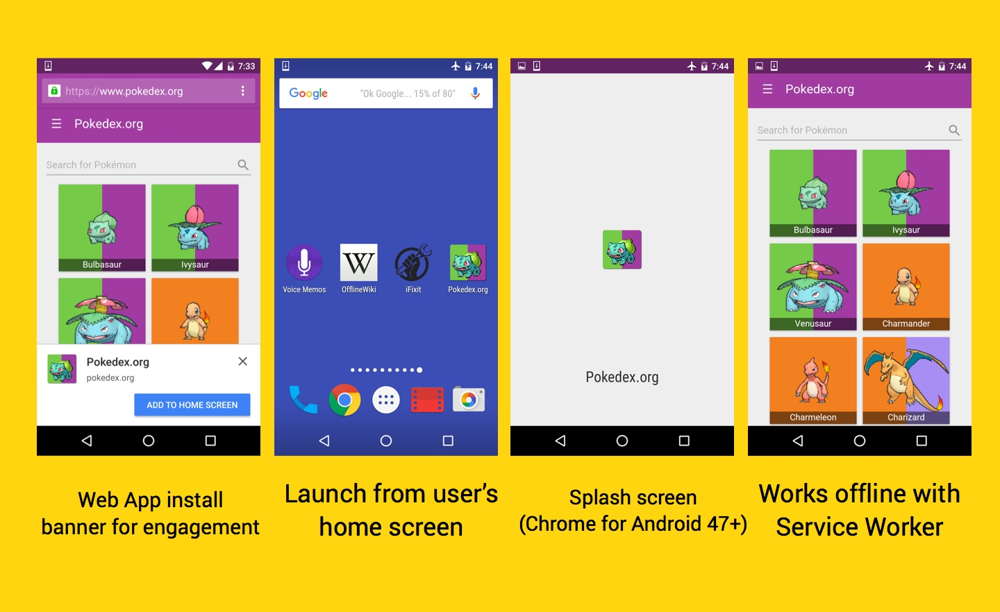 7:33
https://www.pokedex.org
Pokedex.org
Search for Pokémon
Bulbasaur
Ivysaur
Pokedex.org
pokedex.org
ADD TO HOME SCREEN
Web App install
banner for engagement
7:44
Google
"Ok Google... 15% of 80"
W
Voice Memos
OfflineWiki
iFixit
Pokedex.org
Launch from user's
home screen
7:44
Pokedex.org
Splash screen
(Chrome for Android 47+)
7:44
Pokedex.org
Search for Pokémon
Bulbasaur
Ivysaur
Venusaur
Charmander
Charmeleon
Charizard
Works offline with
Service Worker